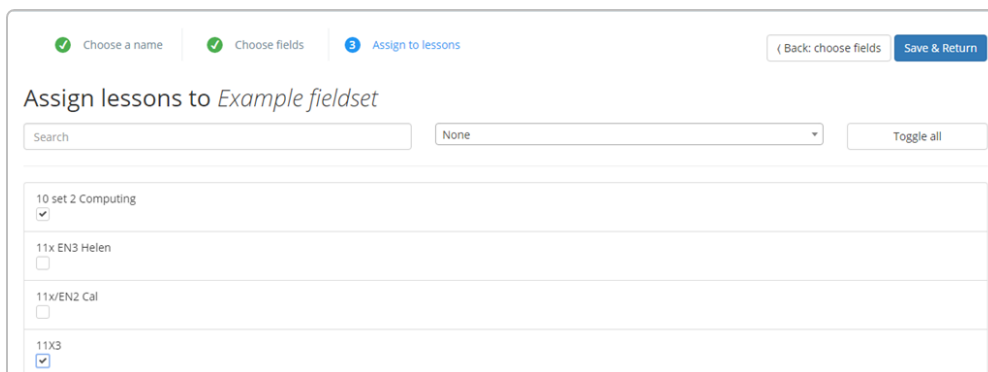 Choose a name
Choose fields
3 Assign to lessons
⟨ Back: choose fields
Save & Return
Assign lessons to Example fieldset
Search
None
Toggle all
10 set 2 Computing
11x EN3 Helen
11x/EN2 Cal
11X3